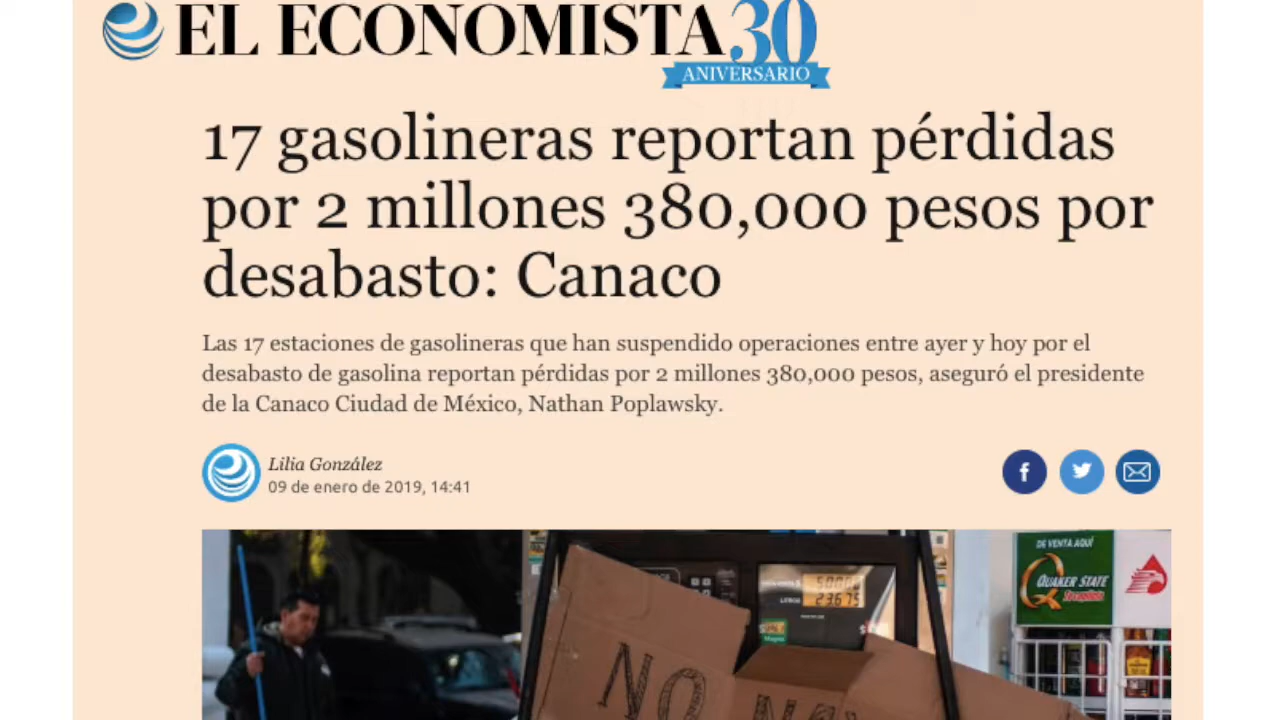 EL ECONOMISTA 30
ANIVERSARIO
17 gasolineras reportan pérdidas
por 2 millones 380,000 pesos por
desabasto: Canaco
Las 17 estaciones de gasolineras que han suspendido operaciones entre ayer y hoy por el
desabasto de gasolina reportan pérdidas por 2 millones 380,000 pesos, aseguró el presidente
de la Canaco Ciudad de México, Nathan Poplawsky.
Lilia González
09 de enero de 2019, 14:41
DE VENTA AQUÍ
QUAKER STATE
Magna
NO